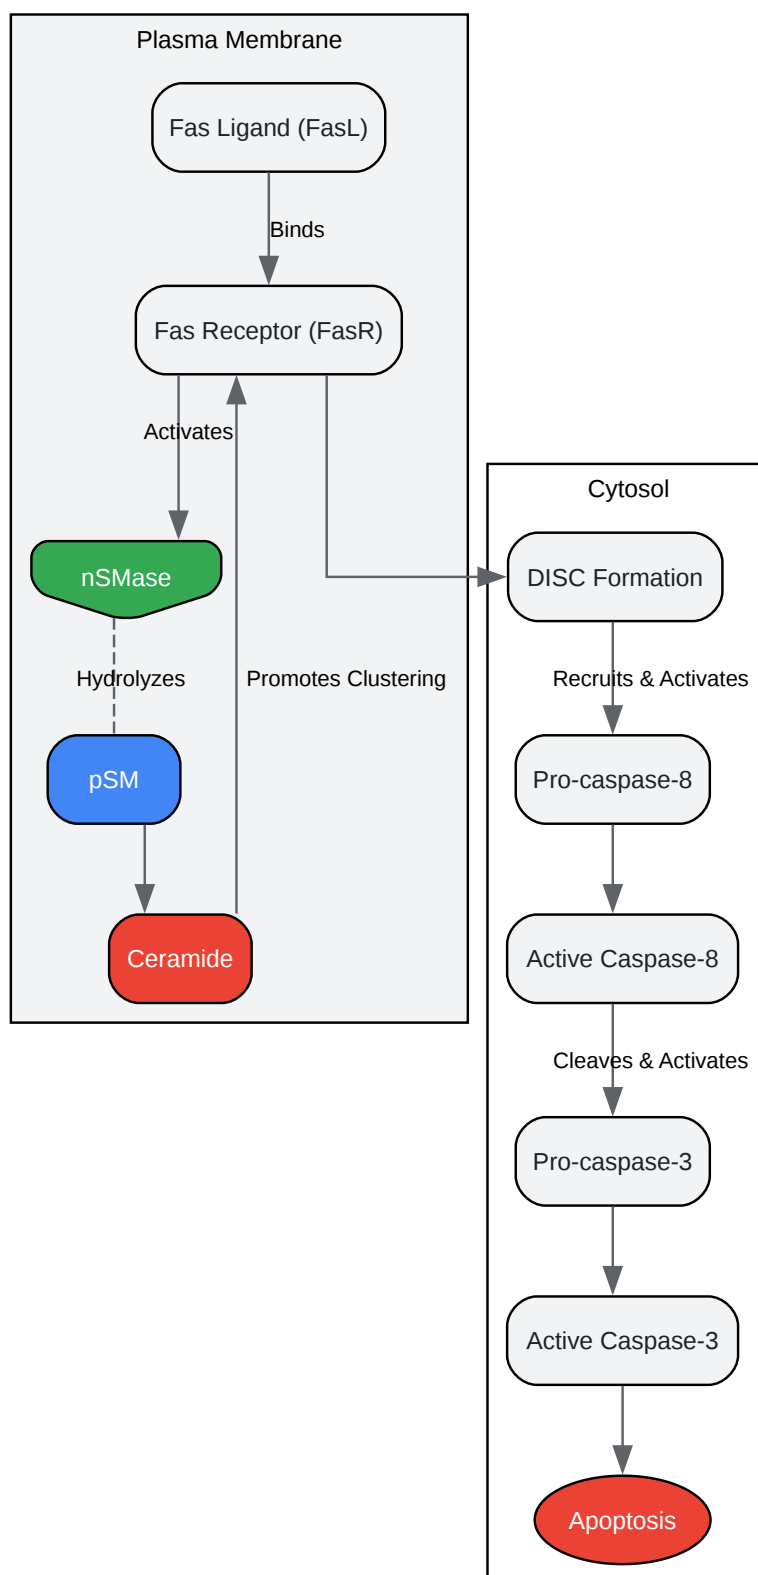 Plasma Membrane
Fas Ligand (FasL)
Binds
Fas Receptor (FasR)
Activates
nSMase
Hydrolyzes
Promotes Clustering
pSM
Ceramide
Cytosol
DISC Formation
Recruits & Activates
Pro-caspase-8
Active Caspase-8
Cleaves & Activates
Pro-caspase-3
Active Caspase-3
Apoptosis